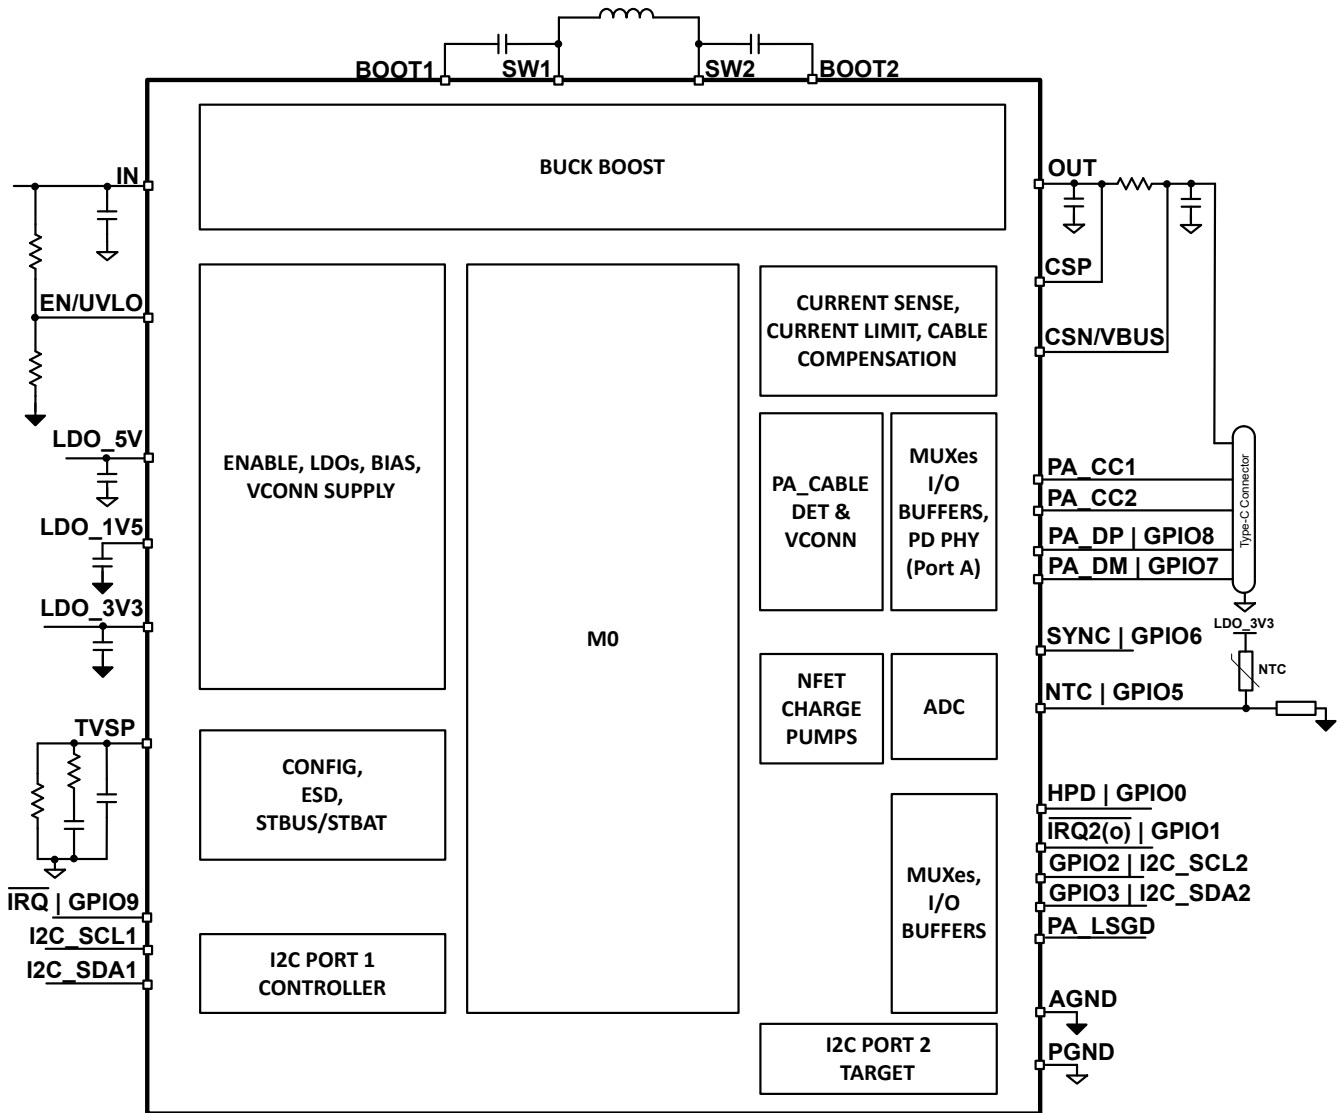 BOOT1
SW1
SW2
BOOT2
IN
BUCK BOOST
OUT
CSP
CSN/VBUS
EN/UVLO
CURRENT SENSE,
CURRENT LIMIT, CABLE
COMPENSATION
LDO_5V
LDO_1V5
LDO_3V3
ENABLE, LDOs, BIAS,
VCONN SUPPLY
M0
PA_CABLE
DET &
VCONN
MUXes
I/O
BUFFERS,
PD PHY
(Port A)
PA_CC1
PA_CC2
PA_DP | GPIO8
PA_DM | GPIO7
Type-C Connector
LDO_3V3
NTC
SYNC | GPIO6
NTC | GPIO5
NFET
CHARGE
PUMPS
ADC
TVSP
CONFIG,
ESD,
STBUS/STBAT
HPD | GPIO0
IRQ2(o) | GPIO1
GPIO2 | I2C_SCL2
GPIO3 | I2C_SDA2
PA_LSGD
MUXes,
I/O
BUFFERS
IRQ | GPIO9
I2C_SCL1
I2C_SDA1
I2C PORT 1
CONTROLLER
AGND
PGND
I2C PORT 2
TARGET